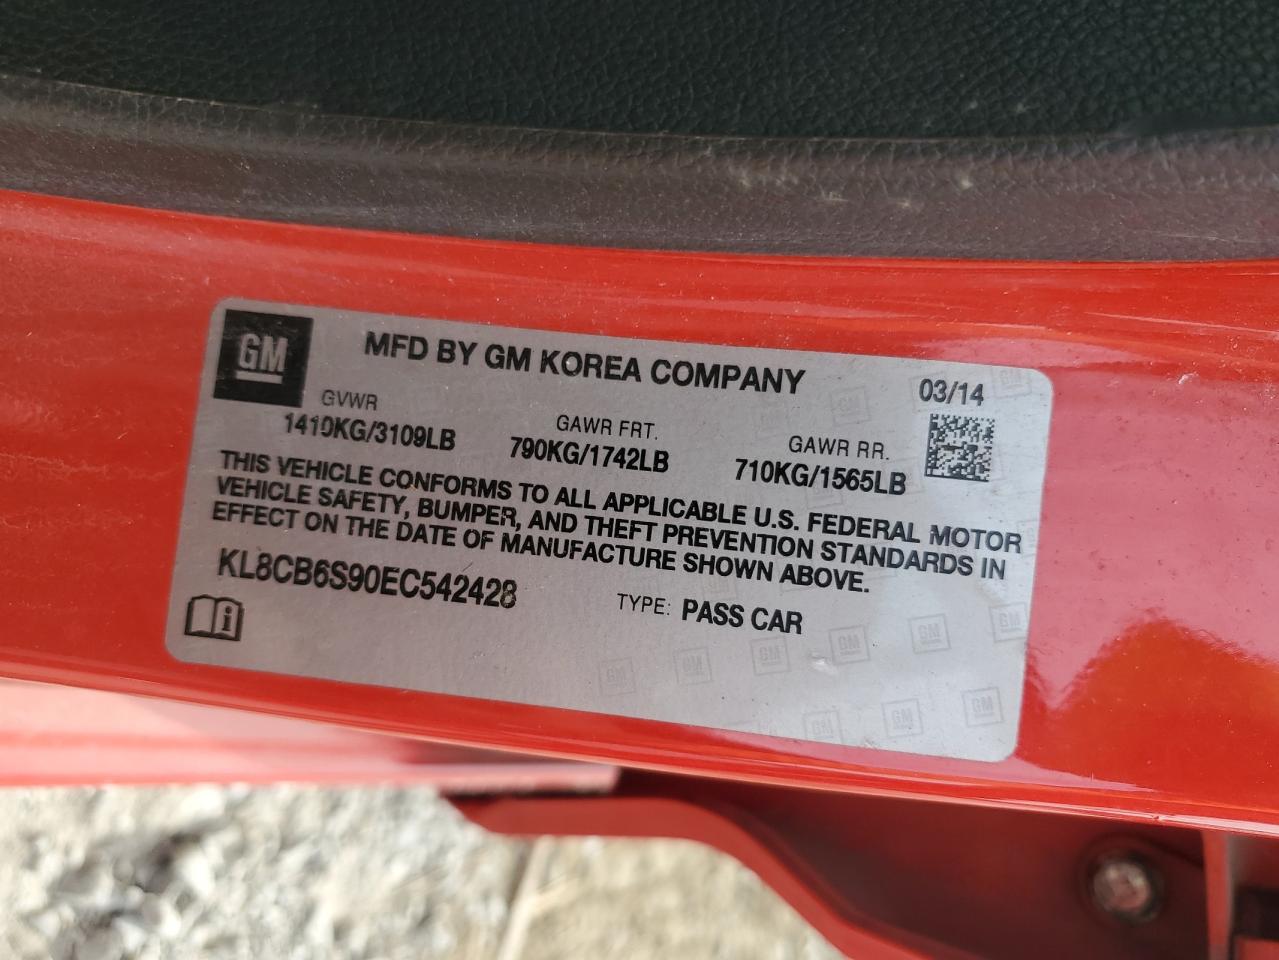 GM
MFD BY GM KOREA COMPANY
03/14
GVWR
1410KG/3109LB
GAWR FRT.
790KG/1742LB
GAWR RR.
710KG/1565LB
THIS VEHICLE CONFORMS TO ALL APPLICABLE U.S. FEDERAL MOTOR
VEHICLE SAFETY, BUMPER, AND THEFT PREVENTION STANDARDS IN
EFFECT ON THE DATE OF MANUFACTURE SHOWN ABOVE.
KL8CB6S90EC542428
TYPE: PASS CAR